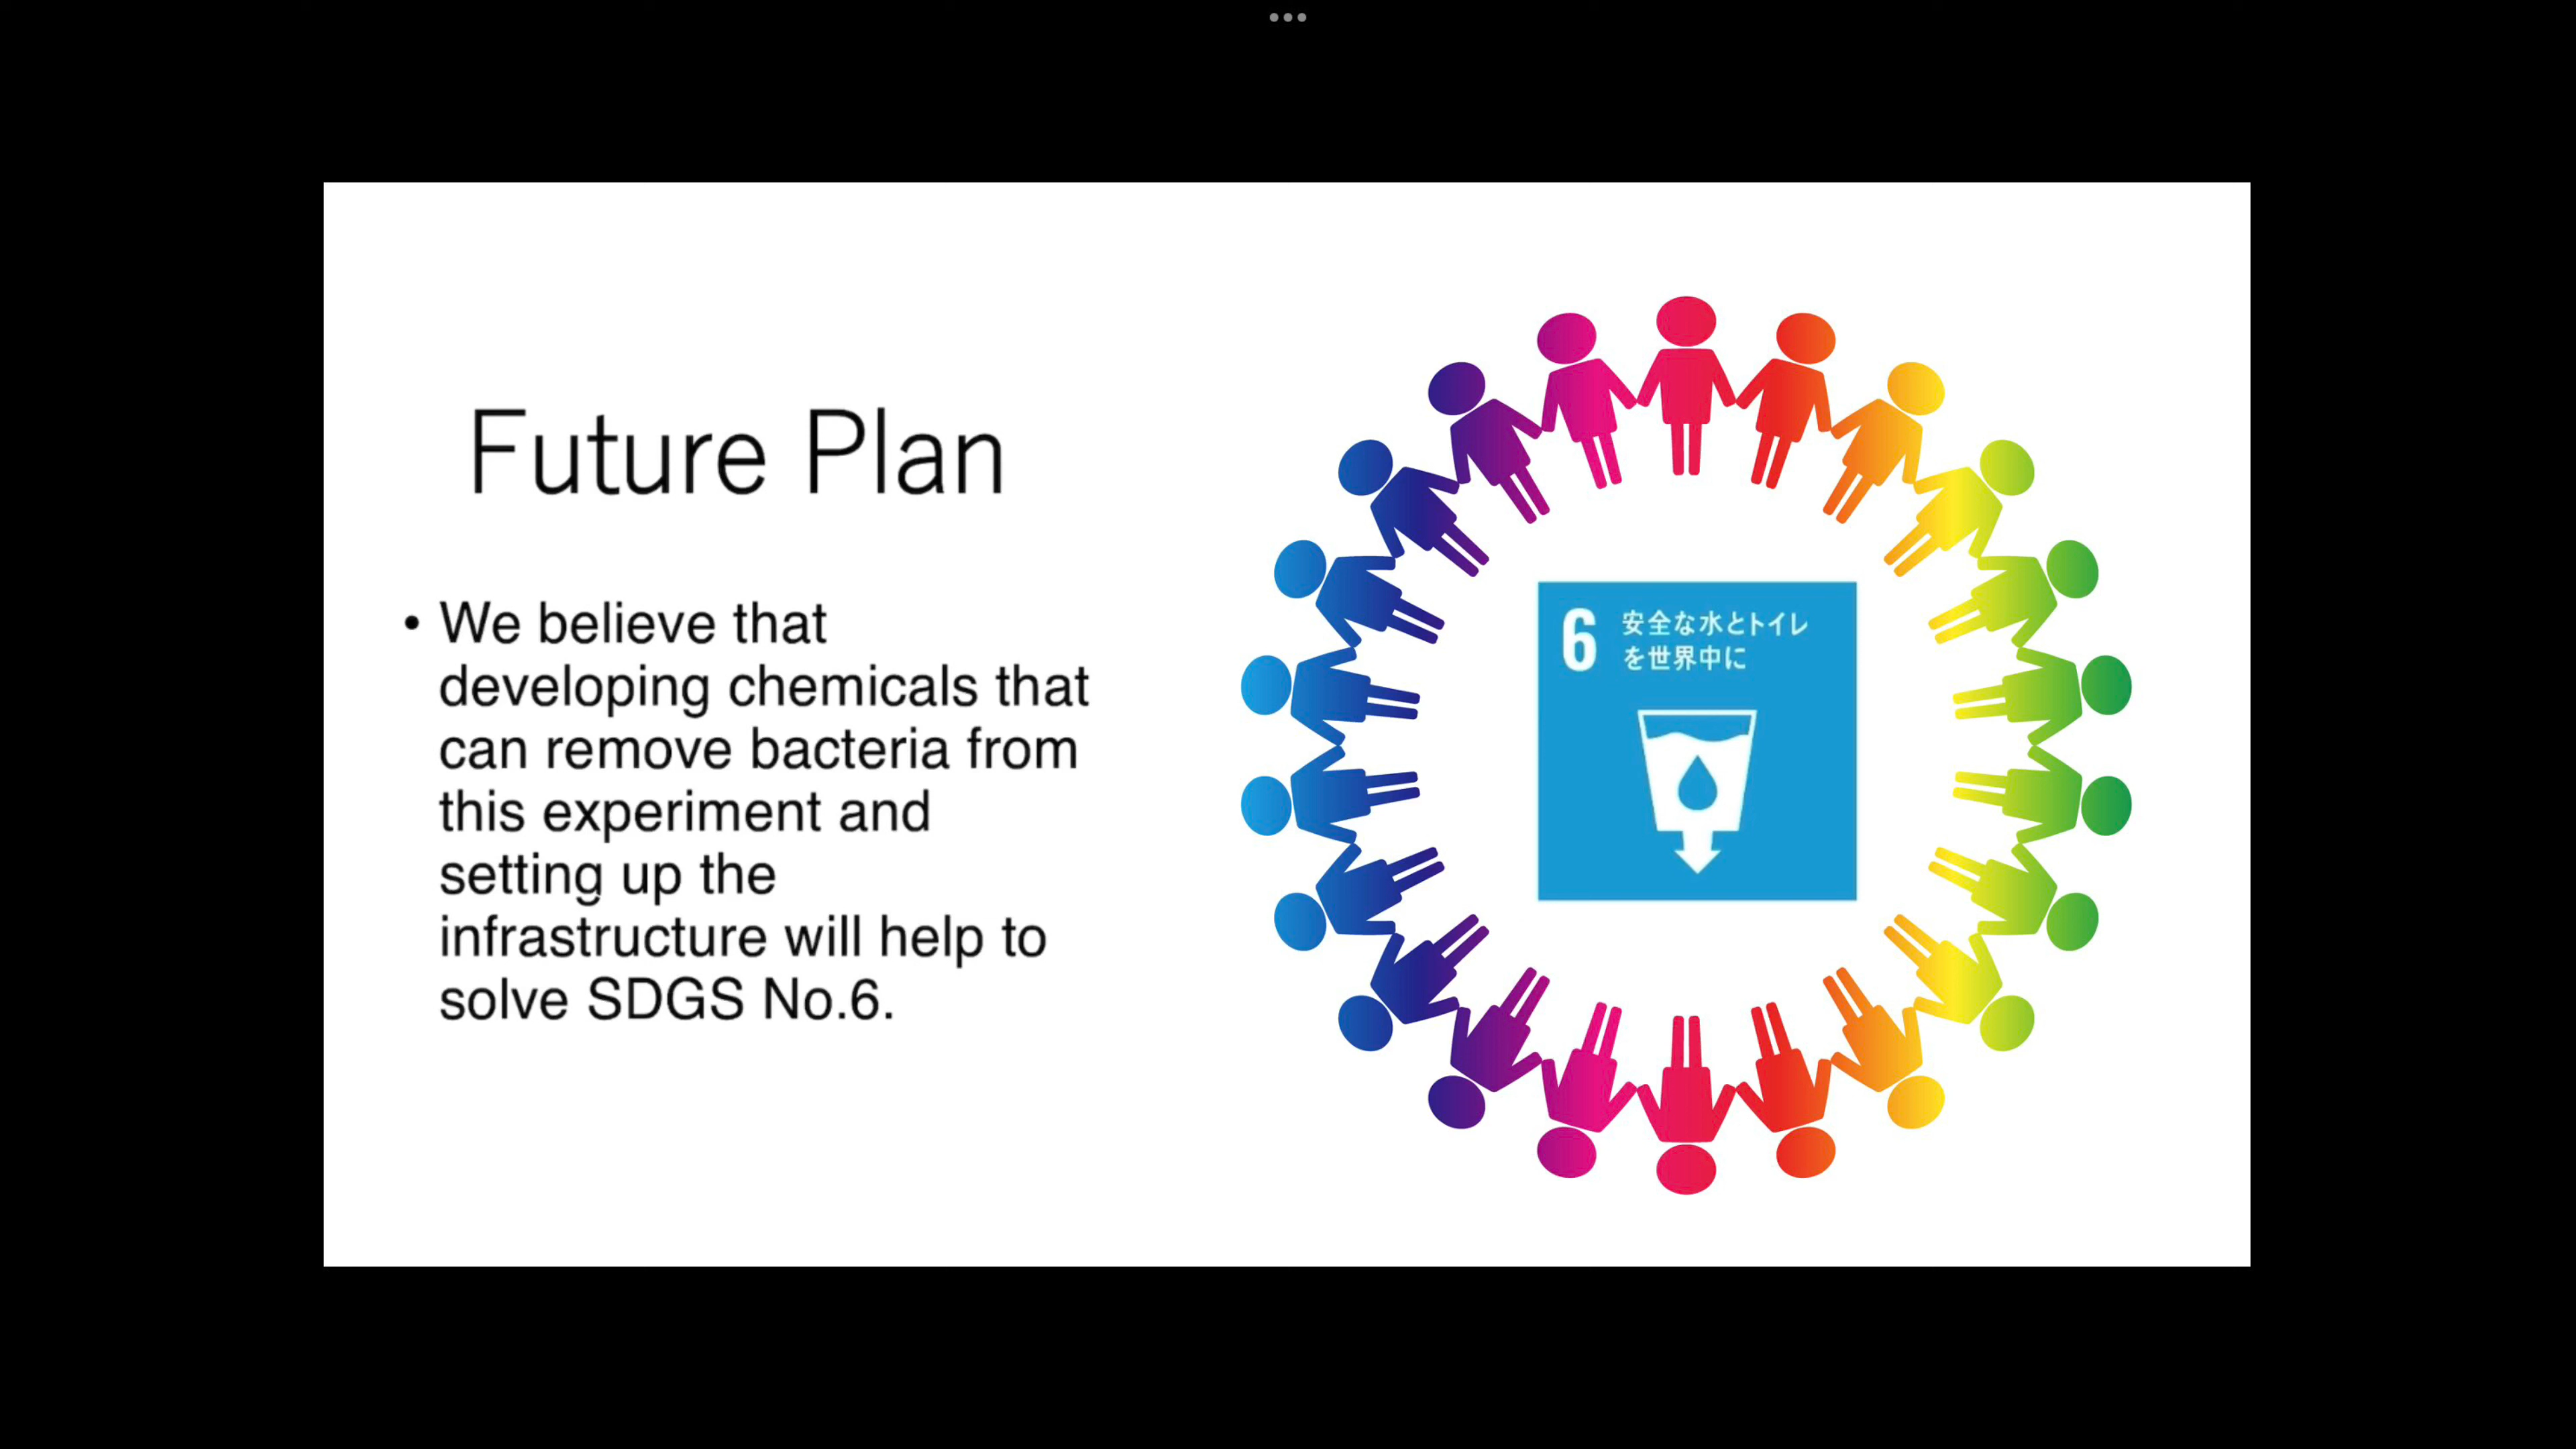 Future Plan
• We believe that
developing chemicals that
can remove bacteria from
this experiment and
setting up the
infrastructure will help to
solve SDGS No.6.
6 安全な水とトイレ
を世界中に